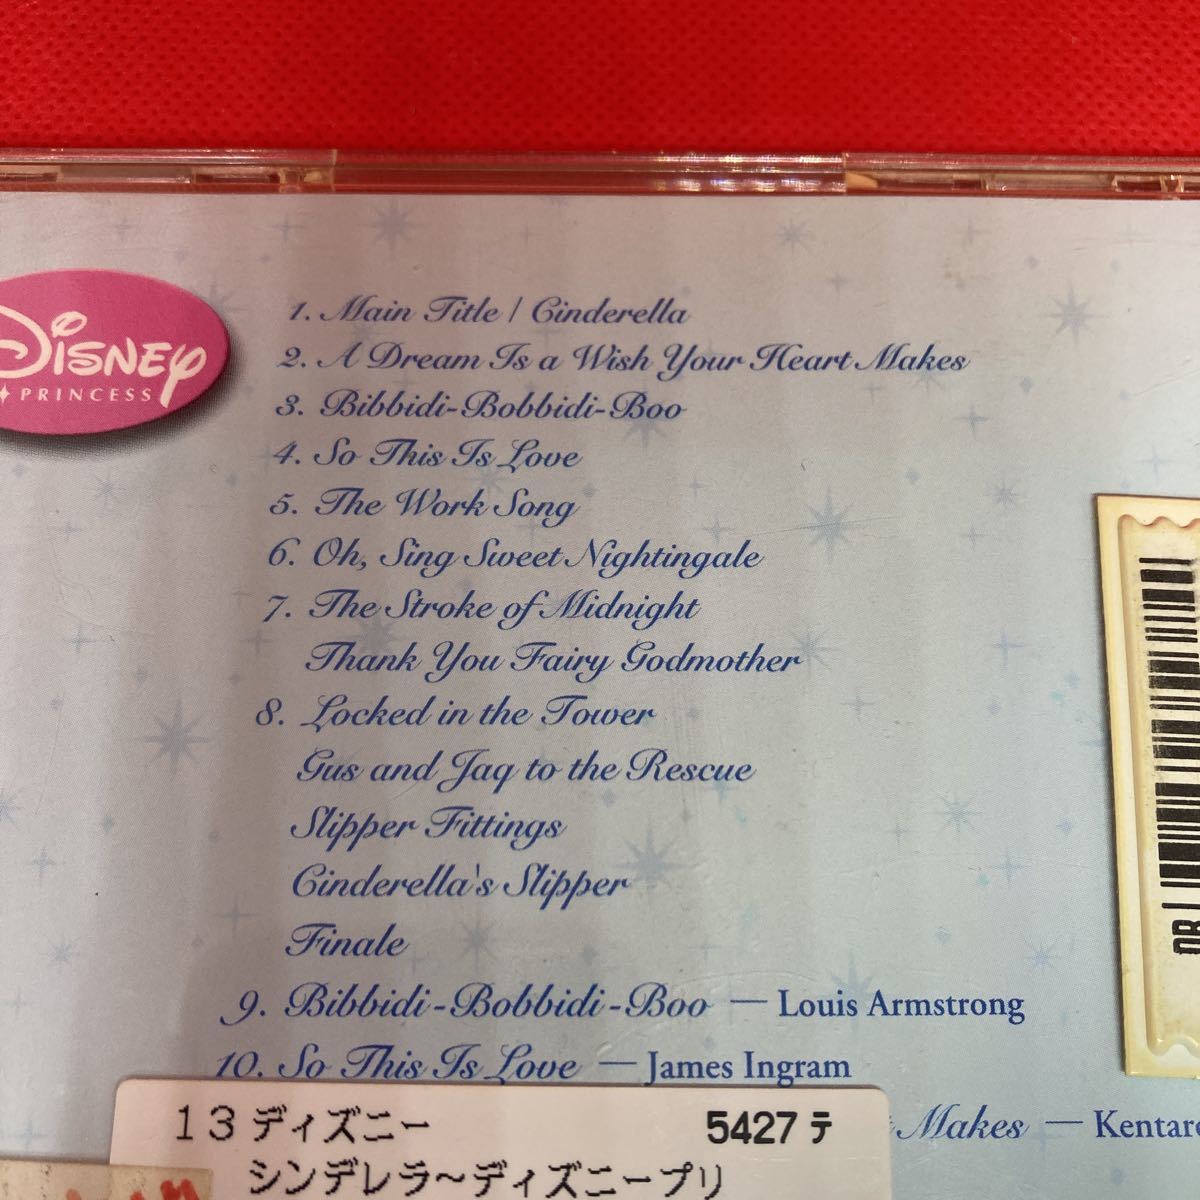 DISNEY
PRINCESS
1. Main Title / Cinderella
2. A Dream Is a Wish Your Heart Makes
3. Bibbidi-Bobbidi-Boo
4. So This Is Love
5. The Work Song
6. Oh, Sing Sweet Nightingale
7. The Stroke of Midnight
Thank You Fairy Godmother
8. Locked in the Tower
Gus and Jaq to the Rescue
Slipper Fittings
Cinderella's Slipper
Finale
9. Bibbidi-Bobbidi-Boo — Louis Armstrong
10. So This Is Love — James Ingram
Makes — Kentaro
13ディズニー 5427テ
シンデレラ～ディズニープリ